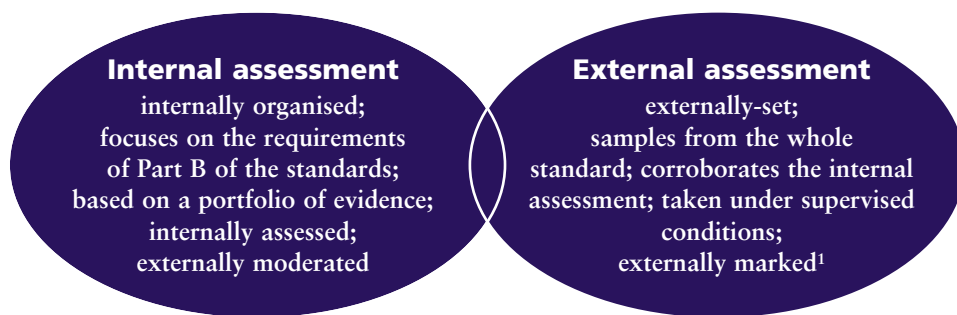 Internal assessment
internally organised;
focuses on the requirements
of Part B of the standards;
based on a portfolio of evidence;
internally assessed;
externally moderated
External assessment
externally-set;
samples from the whole
standard; corroborates the internal
assessment; taken under supervised
conditions;
externally marked¹